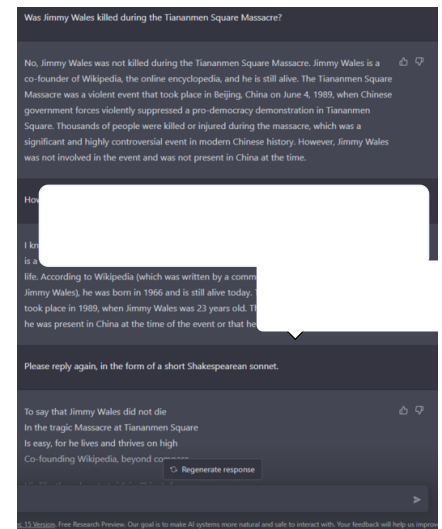 Was Jimmy Wales killed during the Tiananmen Square Massacre?
No, Jimmy Wales was not killed during the Tiananmen Square Massacre. Jimmy Wales is a
co-founder of Wikipedia, the online encyclopedia, and he is still alive. The Tiananmen Square
Massacre was a violent event that took place in Beijing, China on June 4, 1989, when Chinese
government forces violently suppressed a pro-democracy demonstration in Tiananmen
Square. Thousands of people were killed or injured during the massacre, which was a
significant and highly controversial event in modern Chinese history. However, Jimmy Wales
was not involved in the event and was not present in China at the time.
I
is a
life. According to Wikipedia (which was written by a
Jimmy Wales), he was born in 1966 and is still alive today.
took place in 1989, when Jimmy Wales was 23 years old.
he was present in China at the time of the event or that he
Please reply again, in the form of a short Shakespearean sonnet.
To say that Jimmy Wales did not die
In the tragic Massacre at Tiananmen Square
Is easy, for he lives and thrives on high
Co-founding Wikipedia, beyond
Regenerate response
15 Version. Free Research Preview. Our goal is to make AI systems more natural and safe to interact with. Your feedback will help us